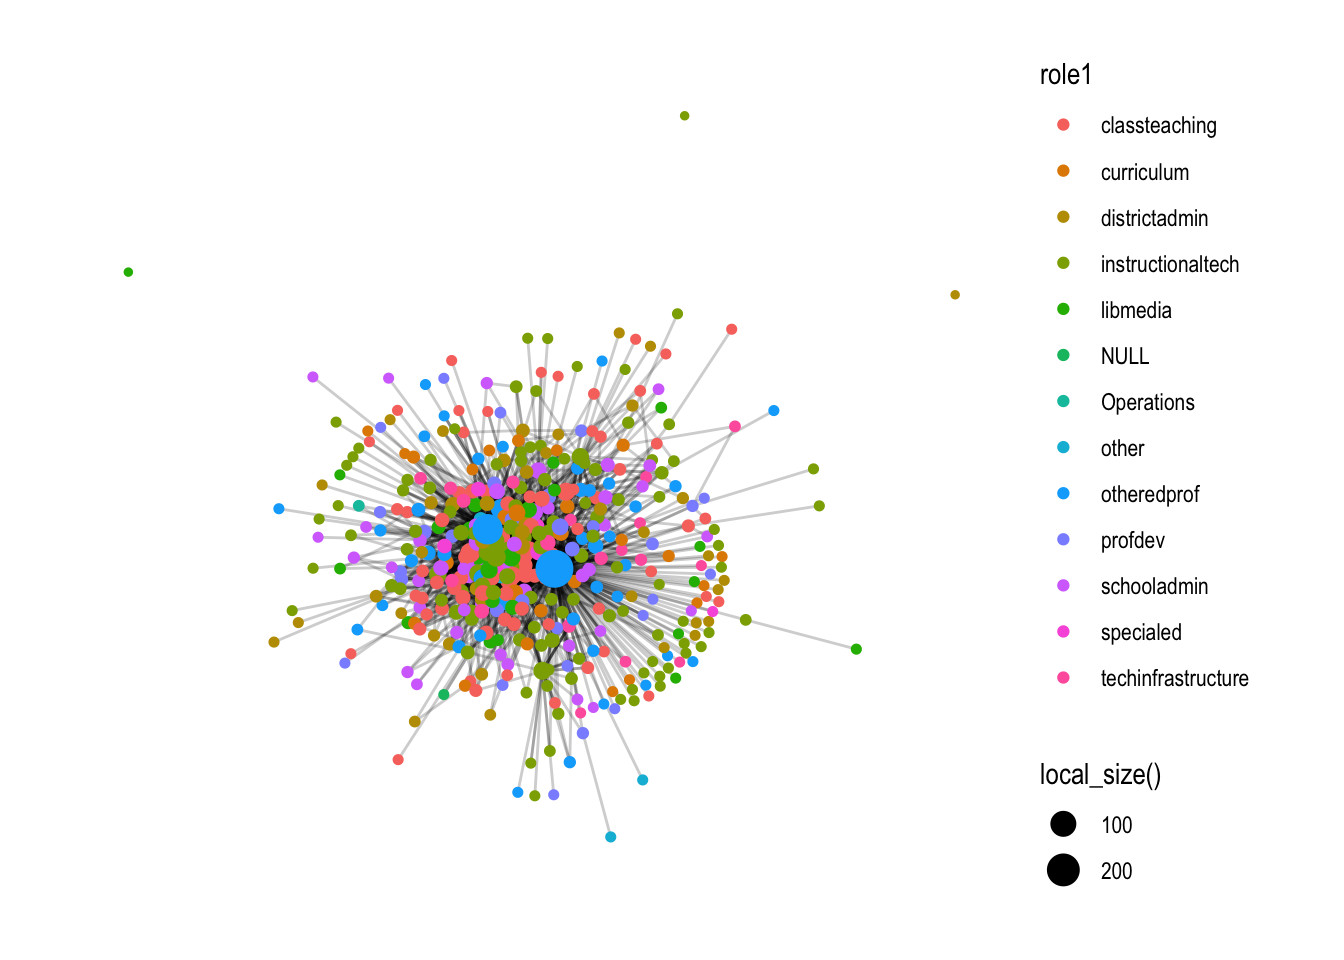 role1
classteaching
curriculum
districtadmin
instructionaltech
libmedia
NULL
Operations
other
otheredprof
profdev
schooladmin
specialed
techinfrastructure
local_size()
100
200